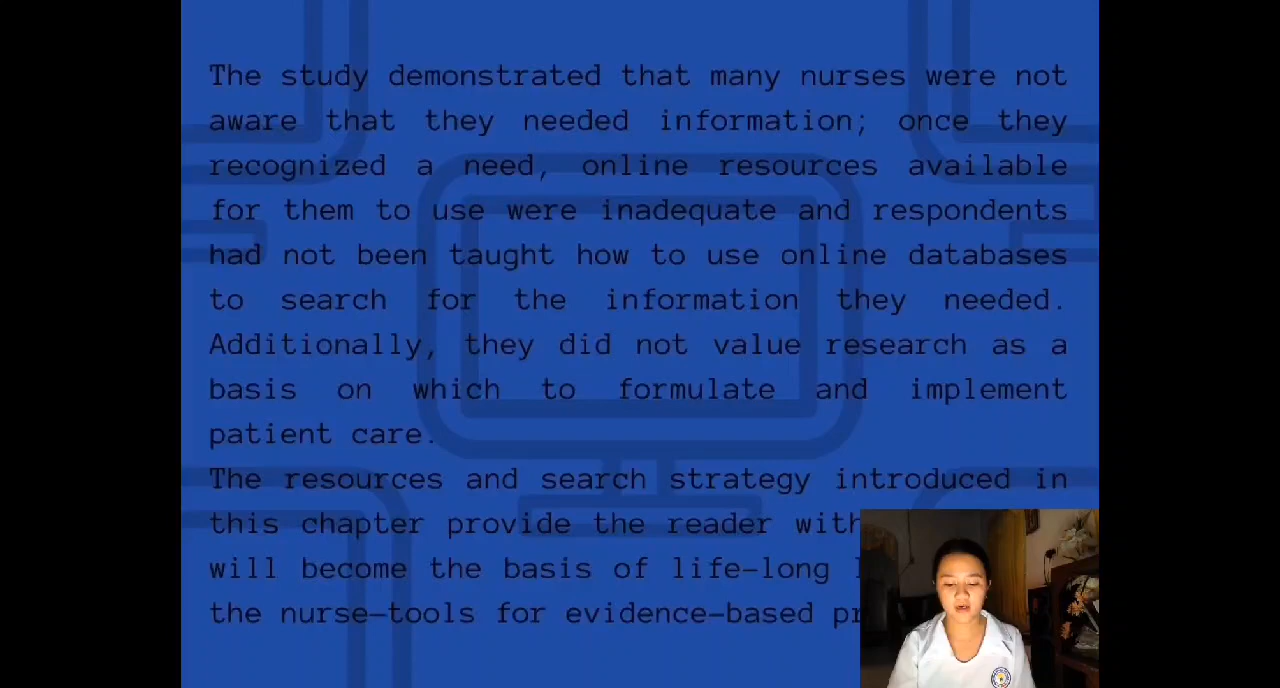 The study demonstrated that many nurses were not
aware that they needed information; once they
recognized a need, online resources available
for them to use were inadequate and respondents
had not been taught how to use online databases
to search for the information they needed.
Additionally, they did not value research as a
basis on which to formulate and implement
patient care.
The resources and search strategy introduced in
this chapter provide the reader with
will become the basis of life-long
the nurse-tools for evidence-based